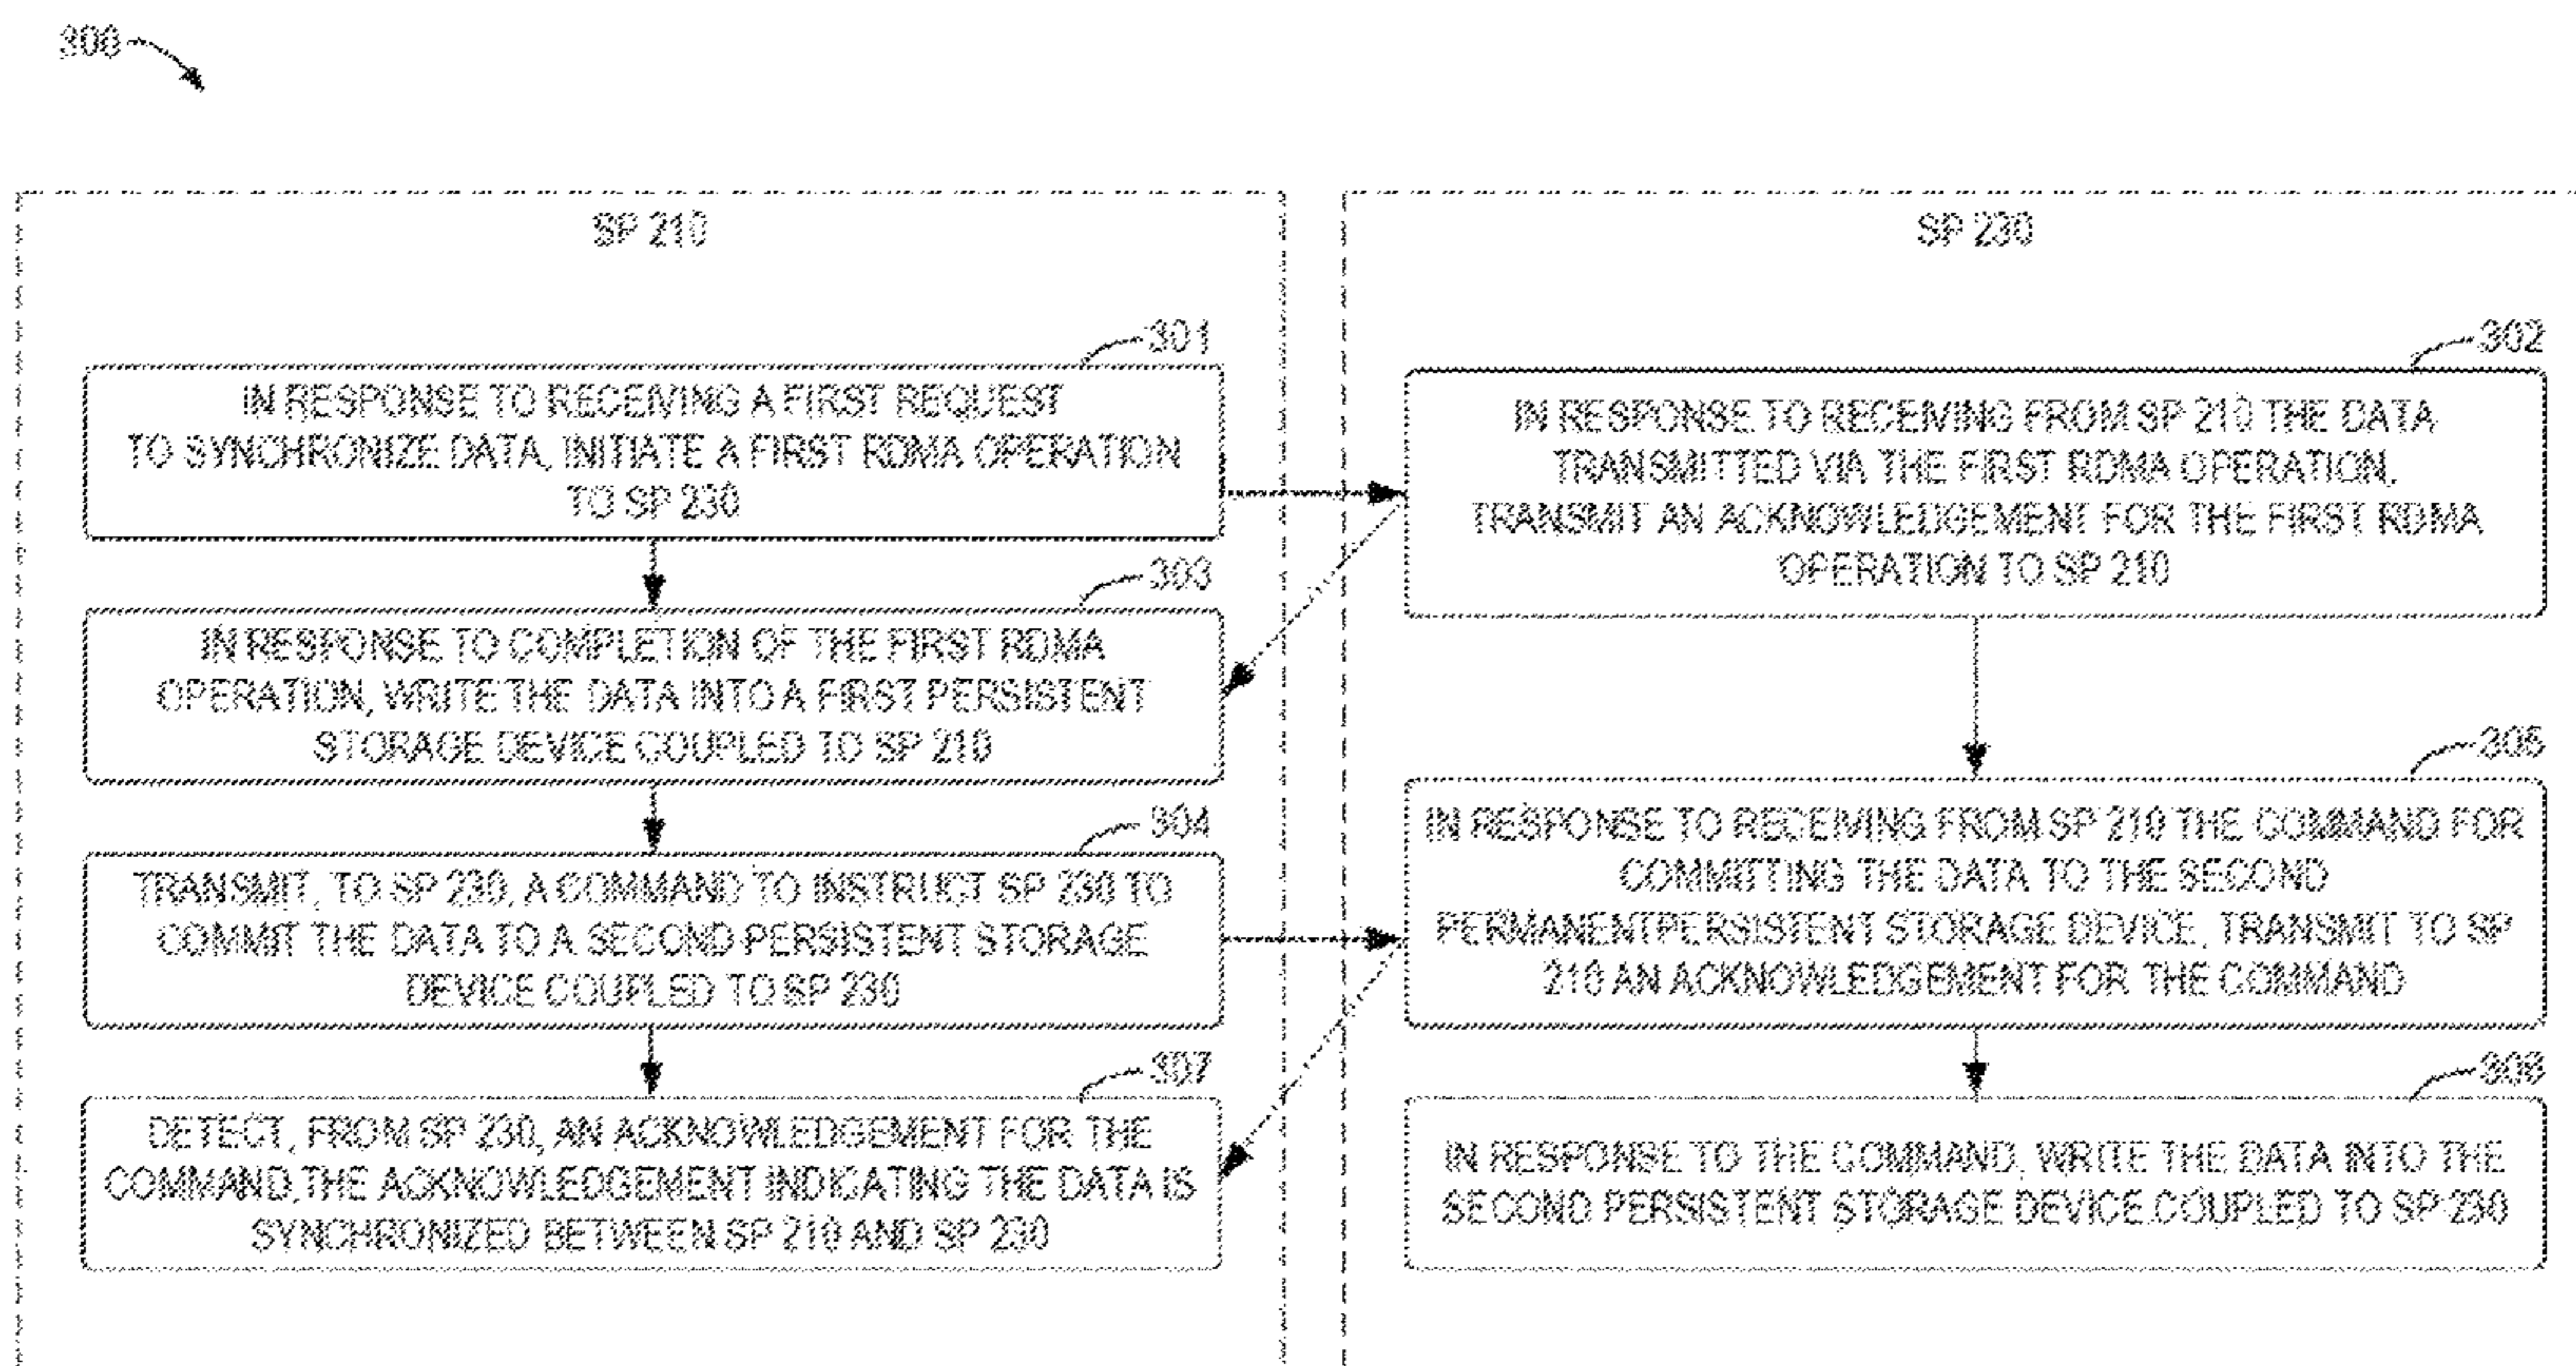 300
SP 210
301
IN RESPONSE TO RECEIVING A FIRST REQUEST
TO SYNCHRONIZE DATA, INITIATE A FIRST RDMA OPERATION
TO SP 230
303
IN RESPONSE TO COMPLETION OF THE FIRST RDMA
OPERATION, WRITE THE DATA INTO A FIRST PERSISTENT
STORAGE DEVICE COUPLED TO SP 210
304
TRANSMIT, TO SP 230, A COMMAND TO INSTRUCT SP 230 TO
COMMIT THE DATA TO A SECOND PERSISTENT STORAGE
DEVICE COUPLED TO SP 230
307
DETECT, FROM SP 230, AN ACKNOWLEDGEMENT FOR THE
COMMAND, THE ACKNOWLEDGEMENT INDICATING THE DATA IS
SYNCHRONIZED BETWEEN SP 210 AND SP 230
SP 230
302
IN RESPONSE TO RECEIVING FROM SP 210 THE DATA
TRANSMITTED VIA THE FIRST RDMA OPERATION,
TRANSMIT AN ACKNOWLEDGEMENT FOR THE FIRST RDMA
OPERATION TO SP 210
305
IN RESPONSE TO RECEIVING FROM SP 210 THE COMMAND FOR
COMMITTING THE DATA TO THE SECOND
PERMANENTPERSISTENT STORAGE DEVICE, TRANSMIT TO SP
210 AN ACKNOWLEDGEMENT FOR THE COMMAND
306
IN RESPONSE TO THE COMMAND, WRITE THE DATA INTO THE
SECOND PERSISTENT STORAGE DEVICE COUPLED TO SP 230